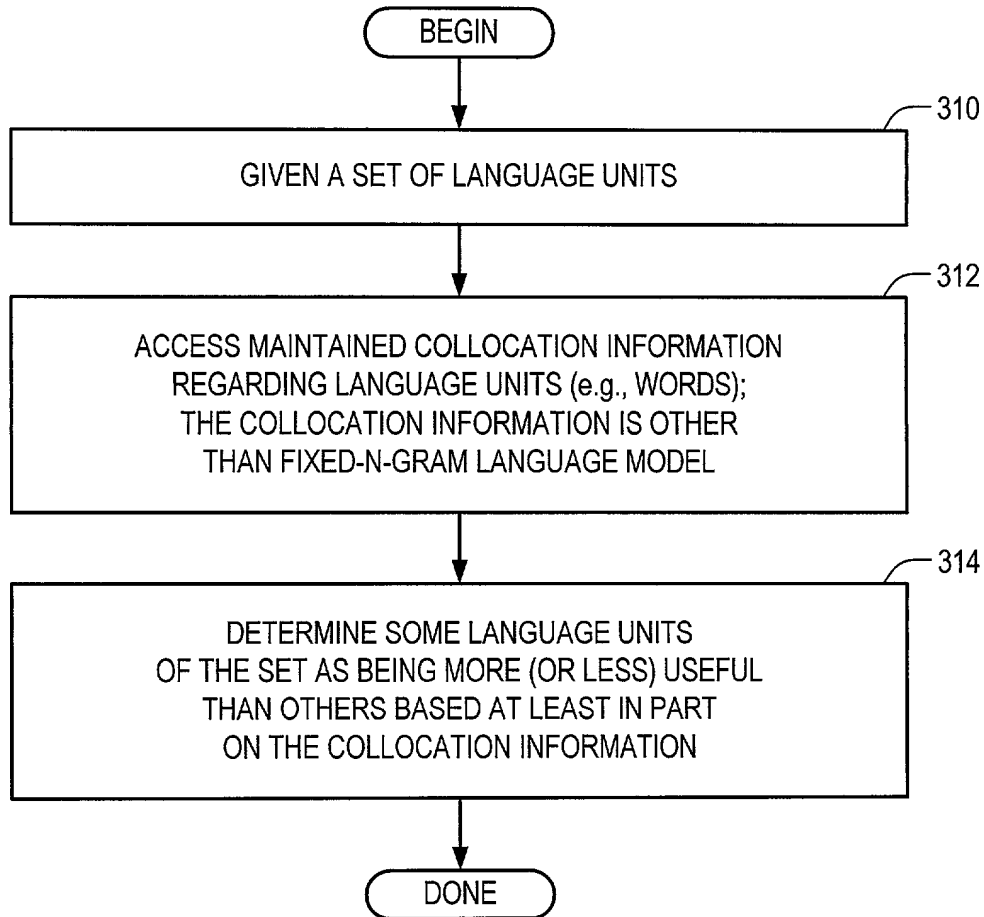 BEGIN
310
GIVEN A SET OF LANGUAGE UNITS
312
ACCESS MAINTAINED COLLOCATION INFORMATION
REGARDING LANGUAGE UNITS (e.g., WORDS);
THE COLLOCATION INFORMATION IS OTHER
THAN FIXED-N-GRAM LANGUAGE MODEL
314
DETERMINE SOME LANGUAGE UNITS
OF THE SET AS BEING MORE (OR LESS) USEFUL
THAN OTHERS BASED AT LEAST IN PART
ON THE COLLOCATION INFORMATION
DONE